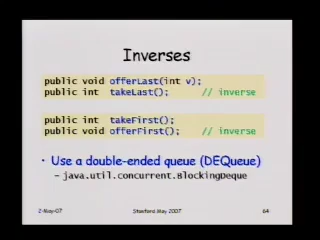 Inverses
public void offerLast(int v);
public int takeLast(); // inverse
public int takeFirst();
public void offerFirst(); // inverse
• Use a double-ended queue (DEQueue)
– java.util.concurrent.BlockingDeque
2-May-07 Stanford May 2007 64